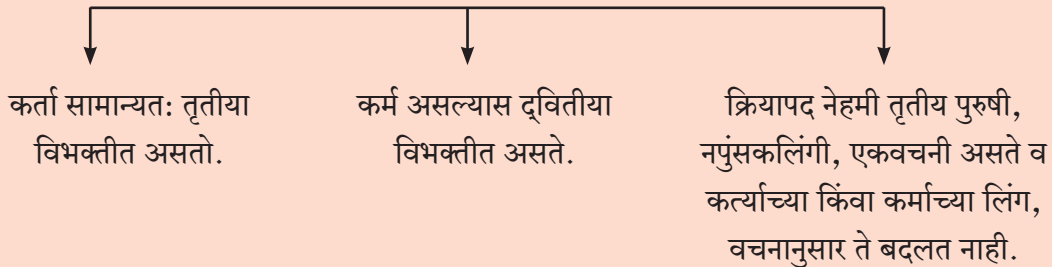 कर्ता सामान्यत: तृतीया
विभक्तीत असतो.
कर्म असल्यास द्‌वितीया
विभक्तीत असते.
क्रियापद नेहमी तृतीय पुरुषी,
नपुंसकलिंगी, एकवचनी असते व
कर्त्याच्या किंवा कर्माच्या लिंग,
वचनानुसार ते बदलत नाही.